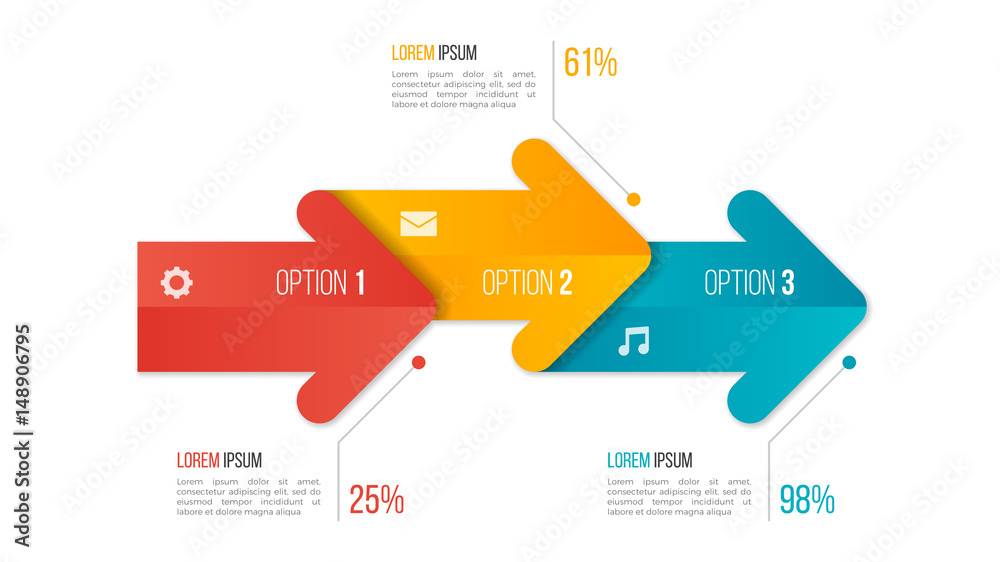 LOREM IPSUM
Lorem ipsum dolor sit amet,
consectetur adipiscing elit, sed do
eiusmod tempor incididunt ut
labore et dolore magna aliqua
61%
OPTION 1
OPTION 2
OPTION 3
LOREM IPSUM
Lorem ipsum dolor sit amet,
consectetur adipiscing elit, sed do
eiusmod tempor incididunt ut
labore et dolore magna aliqua
25%
LOREM IPSUM
Lorem ipsum dolor sit amet,
consectetur adipiscing elit, sed do
eiusmod tempor incididunt ut
labore et dolore magna aliqua
98%
Adobe Stock | #148906795